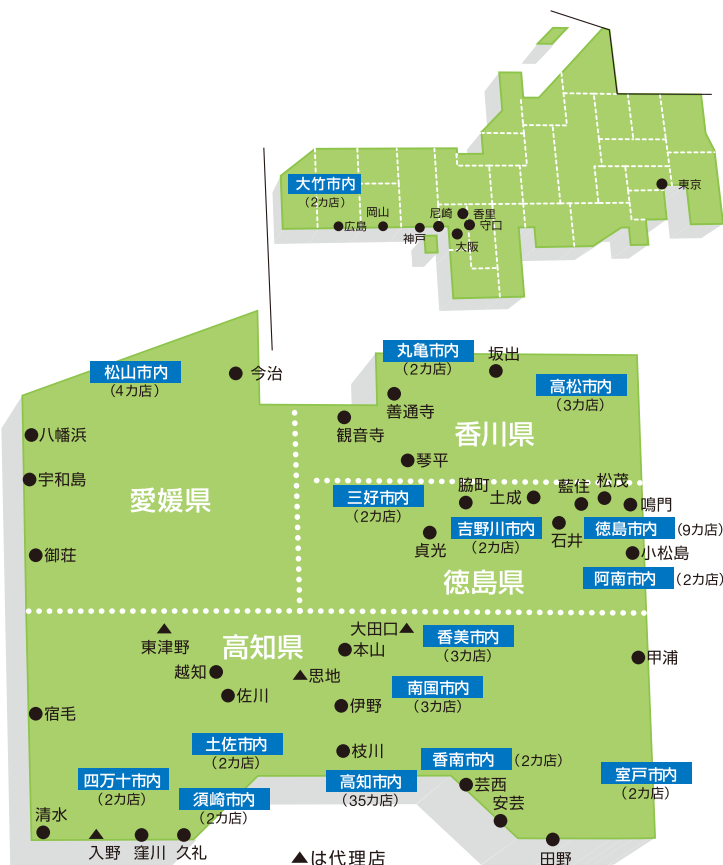 大竹市内
(2カ店)
岡山
広島
神戸
尼崎
香里
守口
大阪
東京
松山市内
(4カ店)
今治
丸亀市内
(2カ店)
坂出
高松市内
(3カ店)
善通寺
観音寺
香川県
琴平
八幡浜
宇和島
愛媛県
御荘
三好市内
(2カ店)
脇町
土成
藍住
松茂
鳴門
吉野川市内
(2カ店)
貞光
石井
徳島市内
(9カ店)
小松島
徳島県
阿南市内
(2カ店)
東津野
高知県
大田口
本山
香美市内
(3カ店)
甲浦
越知
思地
佐川
南国市内
(3カ店)
伊野
宿毛
土佐市内
(2カ店)
枝川
香南市内
(2カ店)
四万十市内
(2カ店)
須崎市内
(2カ店)
高知市内
(35カ店)
芸西
安芸
室戸市内
(2カ店)
清水
入野
窪川
久礼
▲は代理店
田野